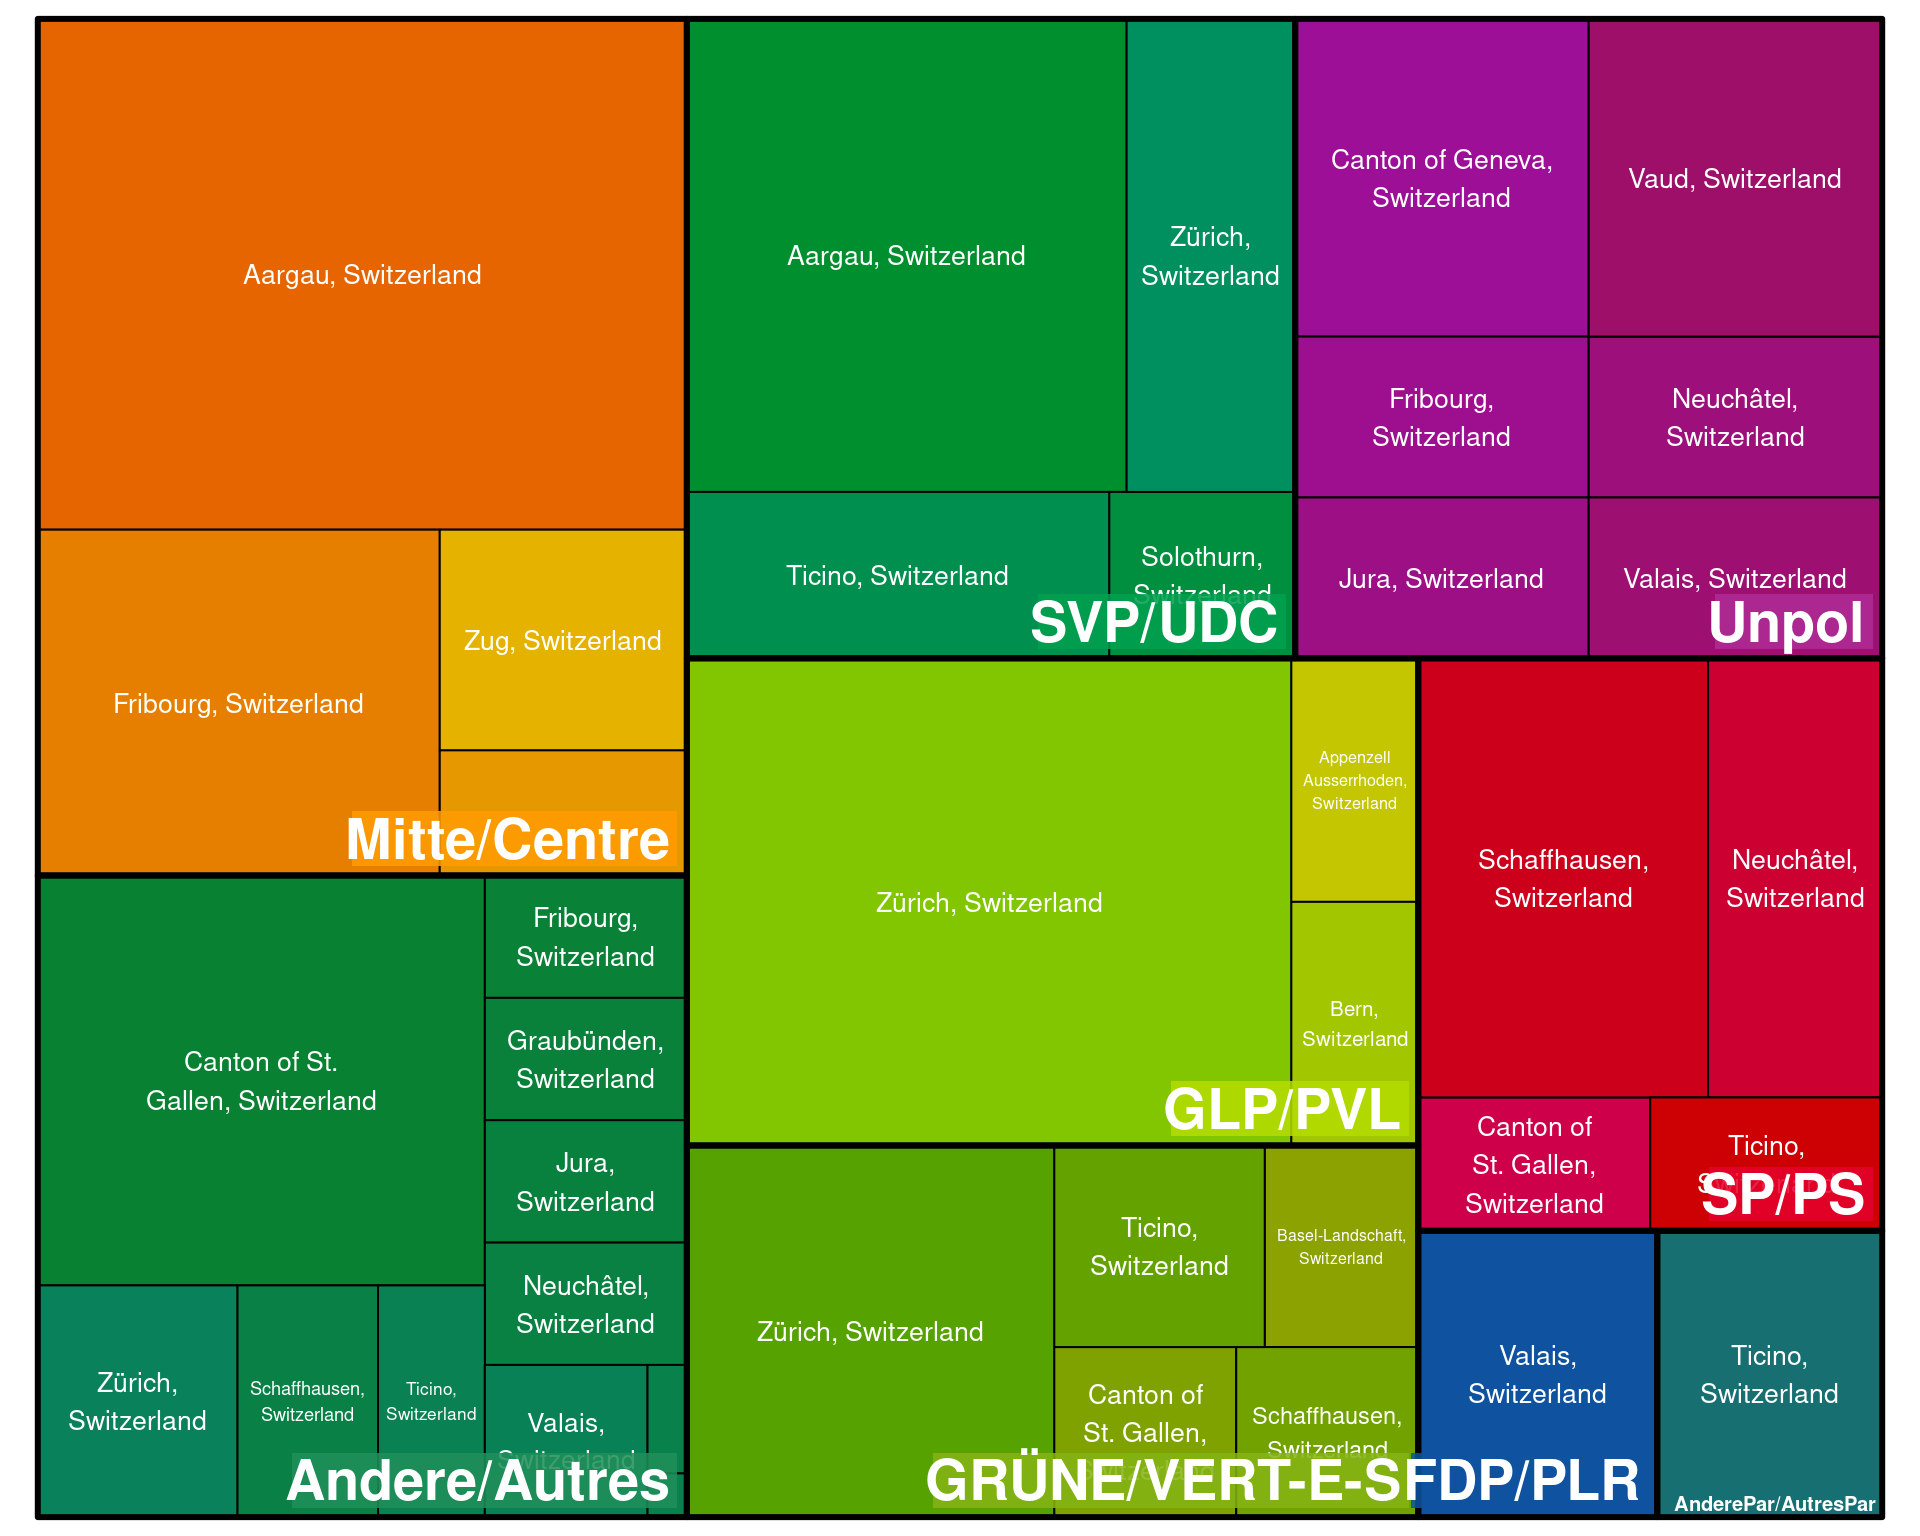 Aargau, Switzerland
Fribourg, Switzerland
Zug, Switzerland
Mitte/Centre
Aargau, Switzerland
Zürich,
Switzerland
Ticino, Switzerland
Solothurn,
Switzerland
SVP/UDC
Canton of Geneva,
Switzerland
Vaud, Switzerland
Fribourg,
Switzerland
Neuchâtel,
Switzerland
Jura, Switzerland
Valais, Switzerland
Unpol
Canton of St.
Gallen, Switzerland
Fribourg,
Switzerland
Graubünden,
Switzerland
Jura,
Switzerland
Neuchâtel,
Switzerland
Zürich,
Switzerland
Schaffhausen,
Switzerland
Ticino,
Switzerland
Valais,
Switzerland
Andere/Autres
Zürich, Switzerland
Appenzell
Ausserrhoden,
Switzerland
Bern,
Switzerland
GLP/PVL
Schaffhausen,
Switzerland
Neuchâtel,
Switzerland
Canton of
St. Gallen,
Switzerland
Ticino,
SP/PS
Zürich, Switzerland
Ticino,
Switzerland
Basel-Landschaft,
Switzerland
Canton of
St. Gallen,
Schaffhausen,
Switzerland
GRÜNE/VERT-E-S
Valais,
Switzerland
FDP/PLR
Ticino,
Switzerland
AnderePar/AutresPar